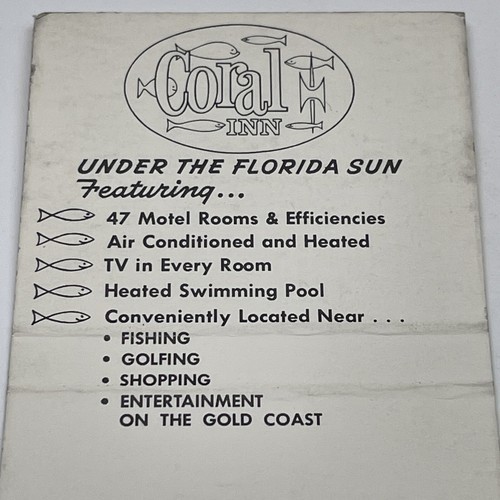 Coral
INN
UNDER THE FLORIDA SUN
Featuring...
47 Motel Rooms & Efficiencies
Air Conditioned and Heated
TV in Every Room
Heated Swimming Pool
Conveniently Located Near . . .
• FISHING
• GOLFING
• SHOPPING
• ENTERTAINMENT
ON THE GOLD COAST